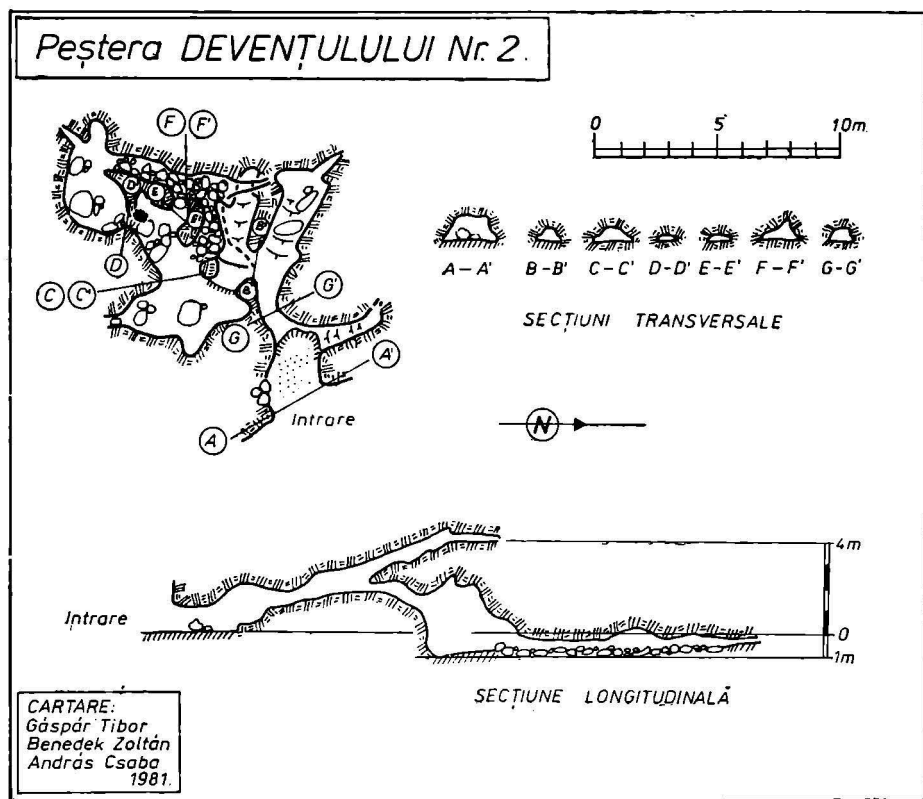 Peștera DEVENȚULULUI Nr. 2.
0 5 10m.
F F'
D' E
E' B'
D
C C'
B G'
G
A'
A
Intrare
A-A' B-B' C-C' D-D' E-E' F-F' G-G'
SECȚIUNI TRANSVERSALE
N
4m
Intrare
0
1m
SECȚIUNE LONGITUDINALĂ
CARTARE:
Gáspár Tibor
Benedek Zoltán
András Csaba
1981.